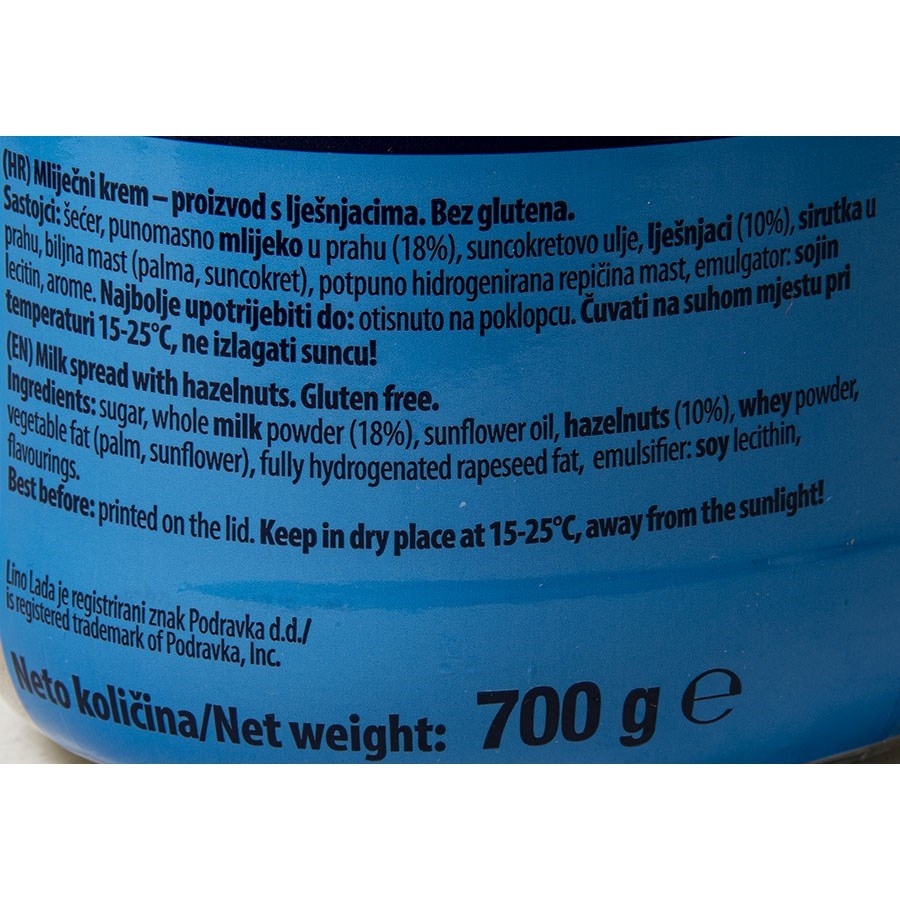 (HR) Mliječni krem – proizvod s lješnjacima. Bez glutena.
Sastojci: šećer, punomasno mlijeko u prahu (18%), suncokretovo ulje, lješnjaci (10%), sirutka u
prahu, biljna mast (palma, suncokret), potpuno hidrogenirana repičina mast, emulgator: sojin
lecitin, arome. Najbolje upotrijebiti do: otisnuto na poklopcu. Čuvati na suhom mjestu pri
temperaturi 15-25°C, ne izlagati suncu!
(EN) Milk spread with hazelnuts. Gluten free.
Ingredients: sugar, whole milk powder (18%), sunflower oil, hazelnuts (10%), whey powder,
vegetable fat (palm, sunflower), fully hydrogenated rapeseed fat, emulsifier: soy lecithin,
flavourings.
Best before: printed on the lid. Keep in dry place at 15-25°C, away from the sunlight!
Lino Lada je registrirani znak Podravka d.d./
is registered trademark of Podravka, Inc.
Neto količina/Net weight: 700 g ℮